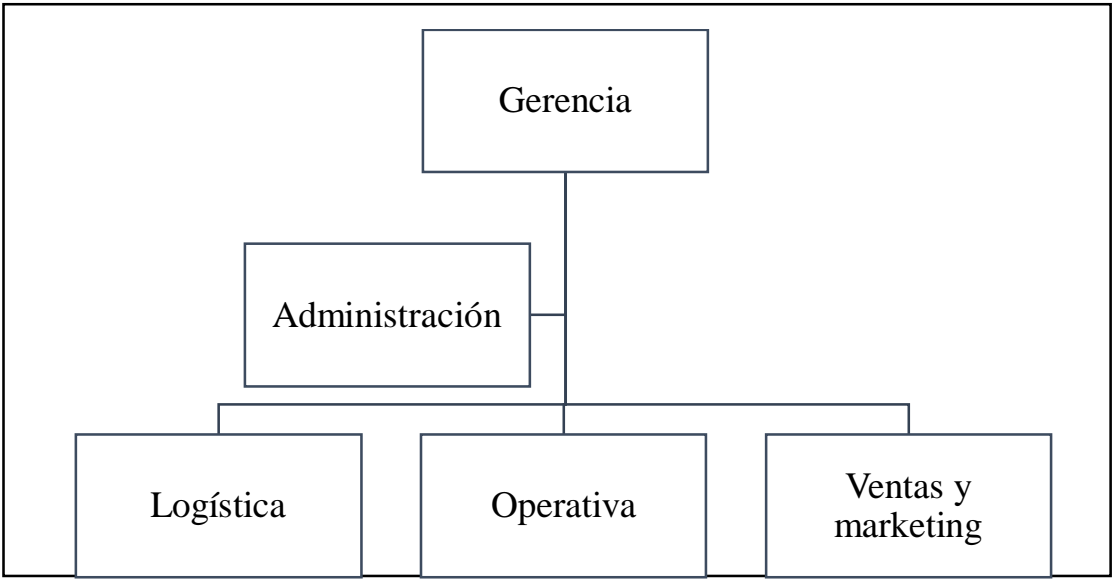 Gerencia
Administración
Logística
Operativa
Ventas y
marketing